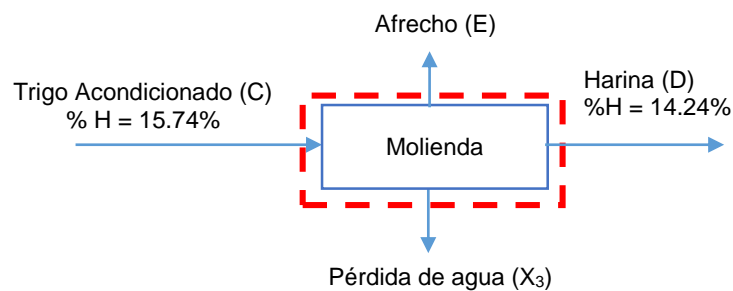 Afrecho (E)
Trigo Acondicionado (C)
% H = 15.74%
Harina (D)
%H = 14.24%
Molienda
Pérdida de agua (X₃)